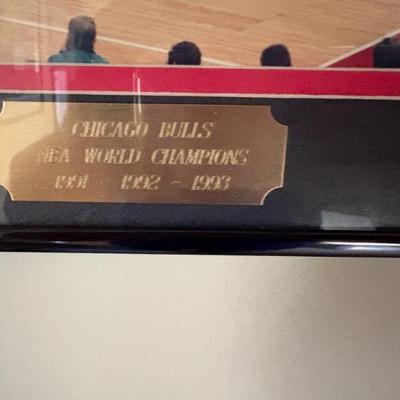 CHICAGO BULLS
NBA WORLD CHAMPIONS
1991 - 1992 - 1993